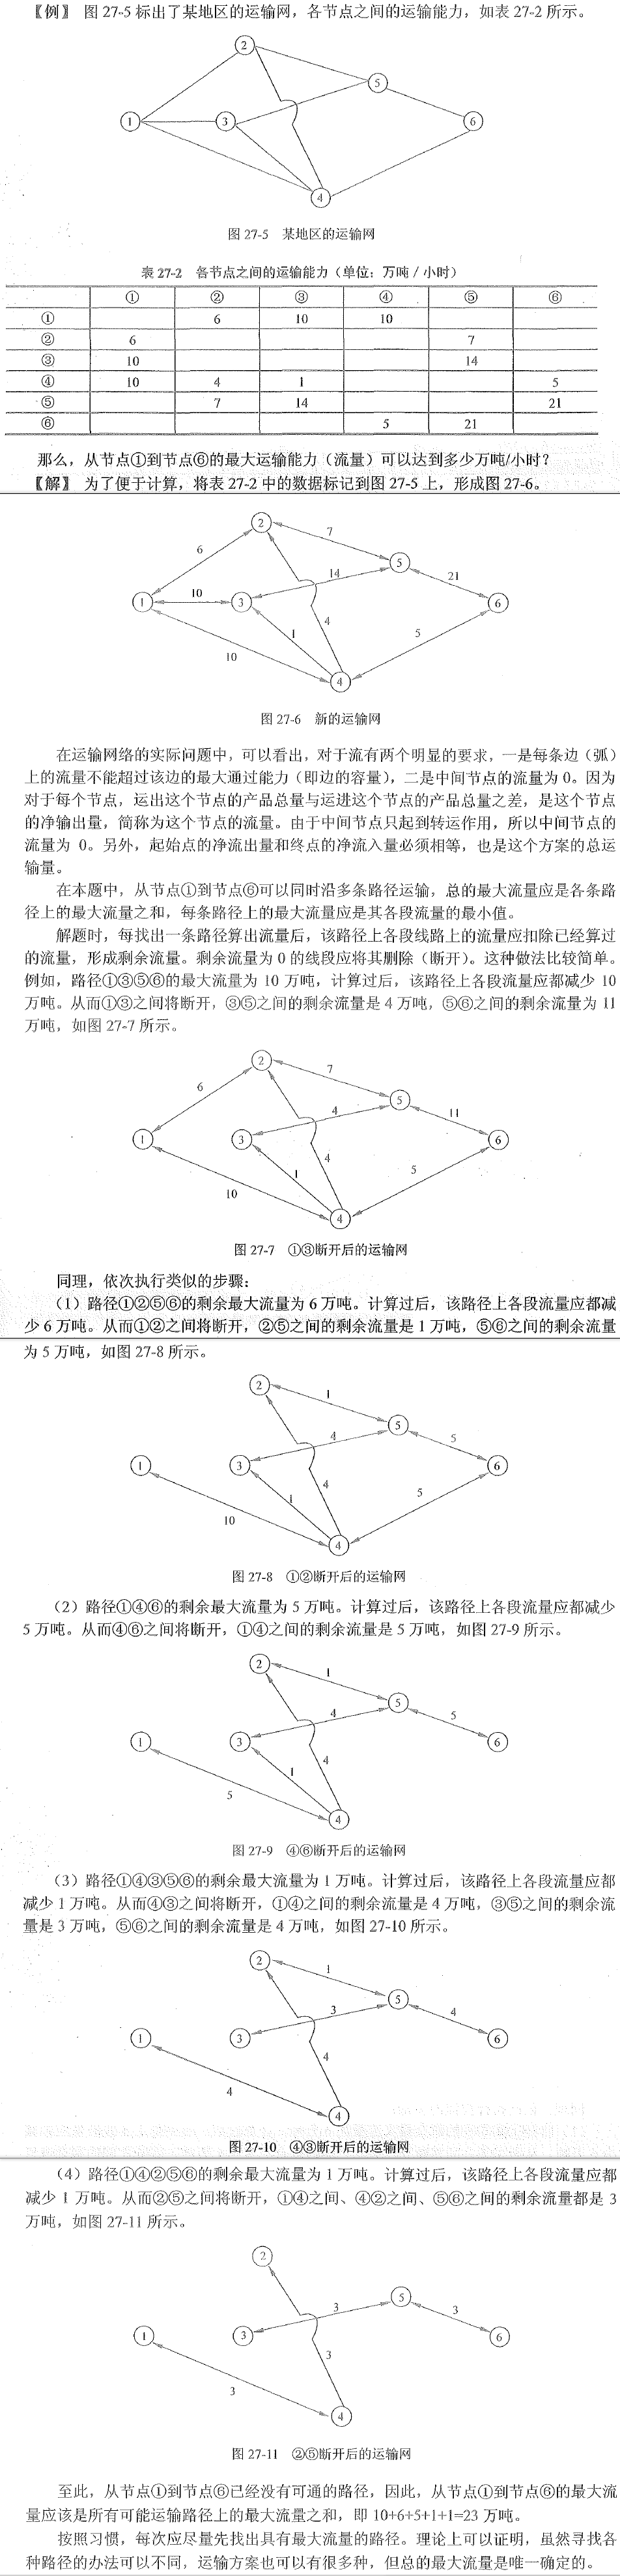 〖例〗 图 27-5 标出了某地区的运输网，各节点之间的运输能力，如表 27-2 所示。
2
5
1
3
6
4
图 27-5 某地区的运输网
表 27-2 各节点之间的运输能力（单位：万吨 / 小时）
① ② ③ ④ ⑤ ⑥
① 6 10 10
② 6 7
③ 10 14
④ 10 4 1 5
⑤ 7 14 21
⑥ 5 21
那么，从节点①到节点⑥的最大运输能力（流量）可以达到多少万吨/小时？
〖解〗 为了便于计算，将表 27-2 中的数据标记到图 27-5 上，形成图 27-6。
2
7
6
5
14
21
10
1
3
6
1
4
5
10
4
图 27-6 新的运输网
在运输网络的实际问题中，可以看出，对于流有两个明显的要求，一是每条边（弧）
上的流量不能超过该边的最大通过能力（即边的容量），二是中间节点的流量为 0。因为
对于每个节点，运出这个节点的产品总量与运进这个节点的产品总量之差，是这个节点
的净输出量，简称为这个节点的流量。由于中间节点只起到转运作用，所以中间节点的
流量为 0。另外，起始点的净流出量和终点的净流入量必须相等，也是这个方案的总运
输量。
在本题中，从节点①到节点⑥可以同时沿多条路径运输，总的最大流量应是各条路
径上的最大流量之和，每条路径上的最大流量应是其各段流量的最小值。
解题时，每找出一条路径算出流量后，该路径上各段线路上的流量应扣除已经算过
的流量，形成剩余流量。剩余流量为 0 的线段应将其删除（断开）。这种做法比较简单。
例如，路径①③⑤⑥的最大流量为 10 万吨，计算过后，该路径上各段流量应都减少 10
万吨。从而①③之间将断开，③⑤之间的剩余流量是 4 万吨，⑤⑥之间的剩余流量为 11
万吨，如图 27-7 所示。
2
7
6
5
4
11
1
3
6
4
1
5
10
4
图 27-7 ①③断开后的运输网
同理，依次执行类似的步骤：
（1）路径①②⑤⑥的剩余最大流量为 6 万吨。计算过后，该路径上各段流量应都减
少 6 万吨。从而①②之间将断开，②⑤之间的剩余流量是 1 万吨，⑤⑥之间的剩余流量
为 5 万吨，如图 27-8 所示。
2
1
5
4
5
1
3
6
4
1
5
10
4
图 27-8 ①②断开后的运输网
（2）路径①④⑥的剩余最大流量为 5 万吨。计算过后，该路径上各段流量应都减少
5 万吨。从而④⑥之间将断开，①④之间的剩余流量是 5 万吨，如图 27-9 所示。
2
1
5
4
5
1
3
6
4
1
5
4
图 27-9 ④⑥断开后的运输网
（3）路径①④③⑤⑥的剩余最大流量为 1 万吨。计算过后，该路径上各段流量应都
减少 1 万吨。从而④③之间将断开，①④之间的剩余流量是 4 万吨，③⑤之间的剩余流
量是 3 万吨，⑤⑥之间的剩余流量是 4 万吨，如图 27-10 所示。
2
1
5
3
4
1
3
6
4
4
4
图 27-10 ④③断开后的运输网
（4）路径①④②⑤⑥的剩余最大流量为 1 万吨。计算过后，该路径上各段流量应都
减少 1 万吨。从而②⑤之间将断开，①④之间、④②之间、⑤⑥之间的剩余流量都是 3
万吨，如图 27-11 所示。
2
5
3
3
1
3
6
3
3
4
图 27-11 ②⑤断开后的运输网
至此，从节点①到节点⑥已经没有可通的路径，因此，从节点①到节点⑥的最大流
量应该是所有可能运输路径上的最大流量之和，即 10+6+5+1+1=23 万吨。
按照习惯，每次应尽量先找出具有最大流量的路径。理论上可以证明，虽然寻找各
种路径的办法可以不同，运输方案也可以有很多种，但总的最大流量是唯一确定的。